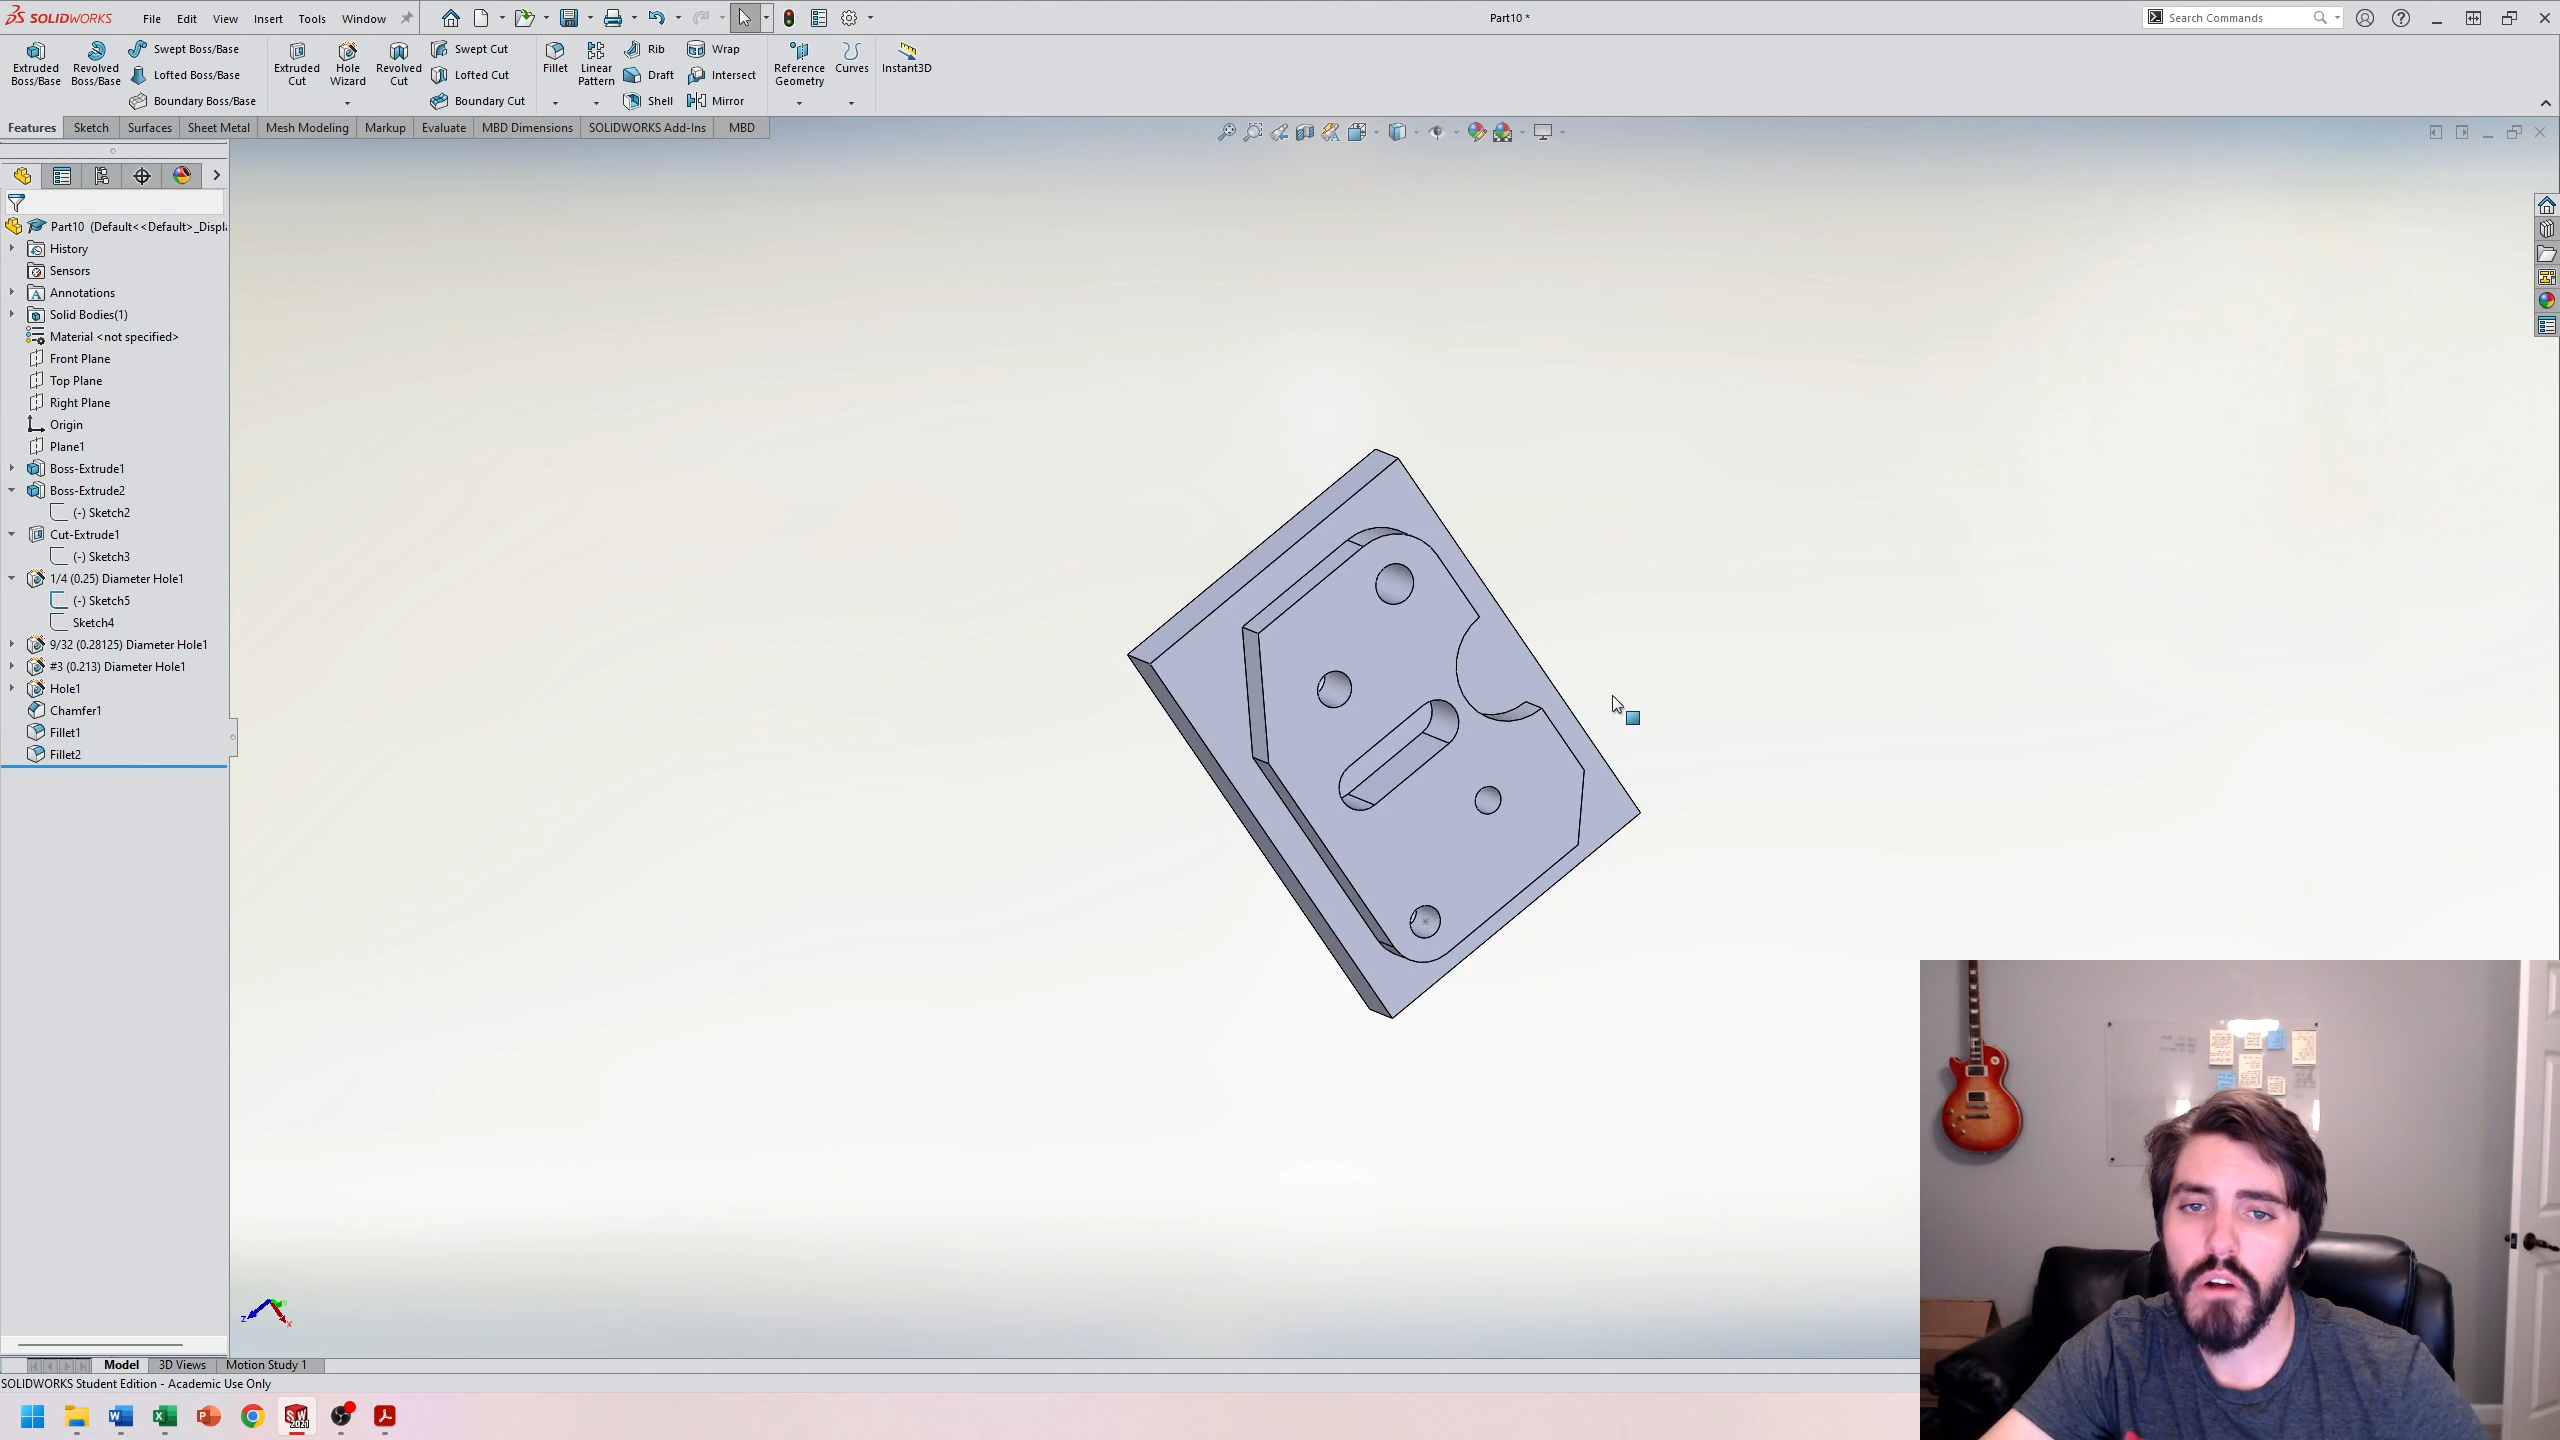 SOLIDWORKS File Edit View Insert Tools Window Part10 * Search Commands
Extruded Boss/Base
Revolved Boss/Base
Swept Boss/Base
Lofted Boss/Base
Boundary Boss/Base
Extruded Cut
Hole Wizard
Revolved Cut
Swept Cut
Lofted Cut
Boundary Cut
Fillet
Linear Pattern
Rib
Draft
Shell
Wrap
Intersect
Mirror
Reference Geometry
Curves
Instant3D
Features Sketch Surfaces Sheet Metal Mesh Modeling Markup Evaluate MBD Dimensions SOLIDWORKS Add-Ins MBD
Part10 (Default<<Default>_Displ
History
Sensors
Annotations
Solid Bodies(1)
Material <not specified>
Front Plane
Top Plane
Right Plane
Origin
Plane1
Boss-Extrude1
Boss-Extrude2
(-) Sketch2
Cut-Extrude1
(-) Sketch3
1/4 (0.25) Diameter Hole1
(-) Sketch5
Sketch4
9/32 (0.28125) Diameter Hole1
#3 (0.213) Diameter Hole1
Hole1
Chamfer1
Fillet1
Fillet2
z x
Model 3D Views Motion Study 1
SOLIDWORKS Student Edition - Academic Use Only